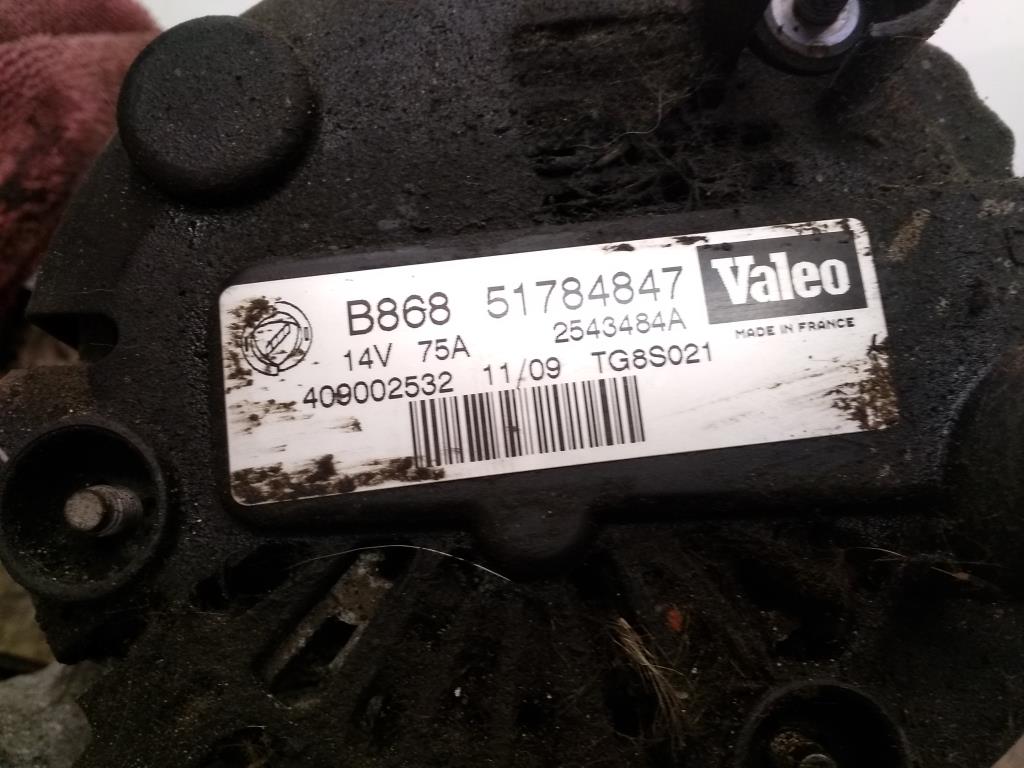 B868 51784847 Valeo
14V 75A 2543484A MADE IN FRANCE
409002532 11/09 TG8S021